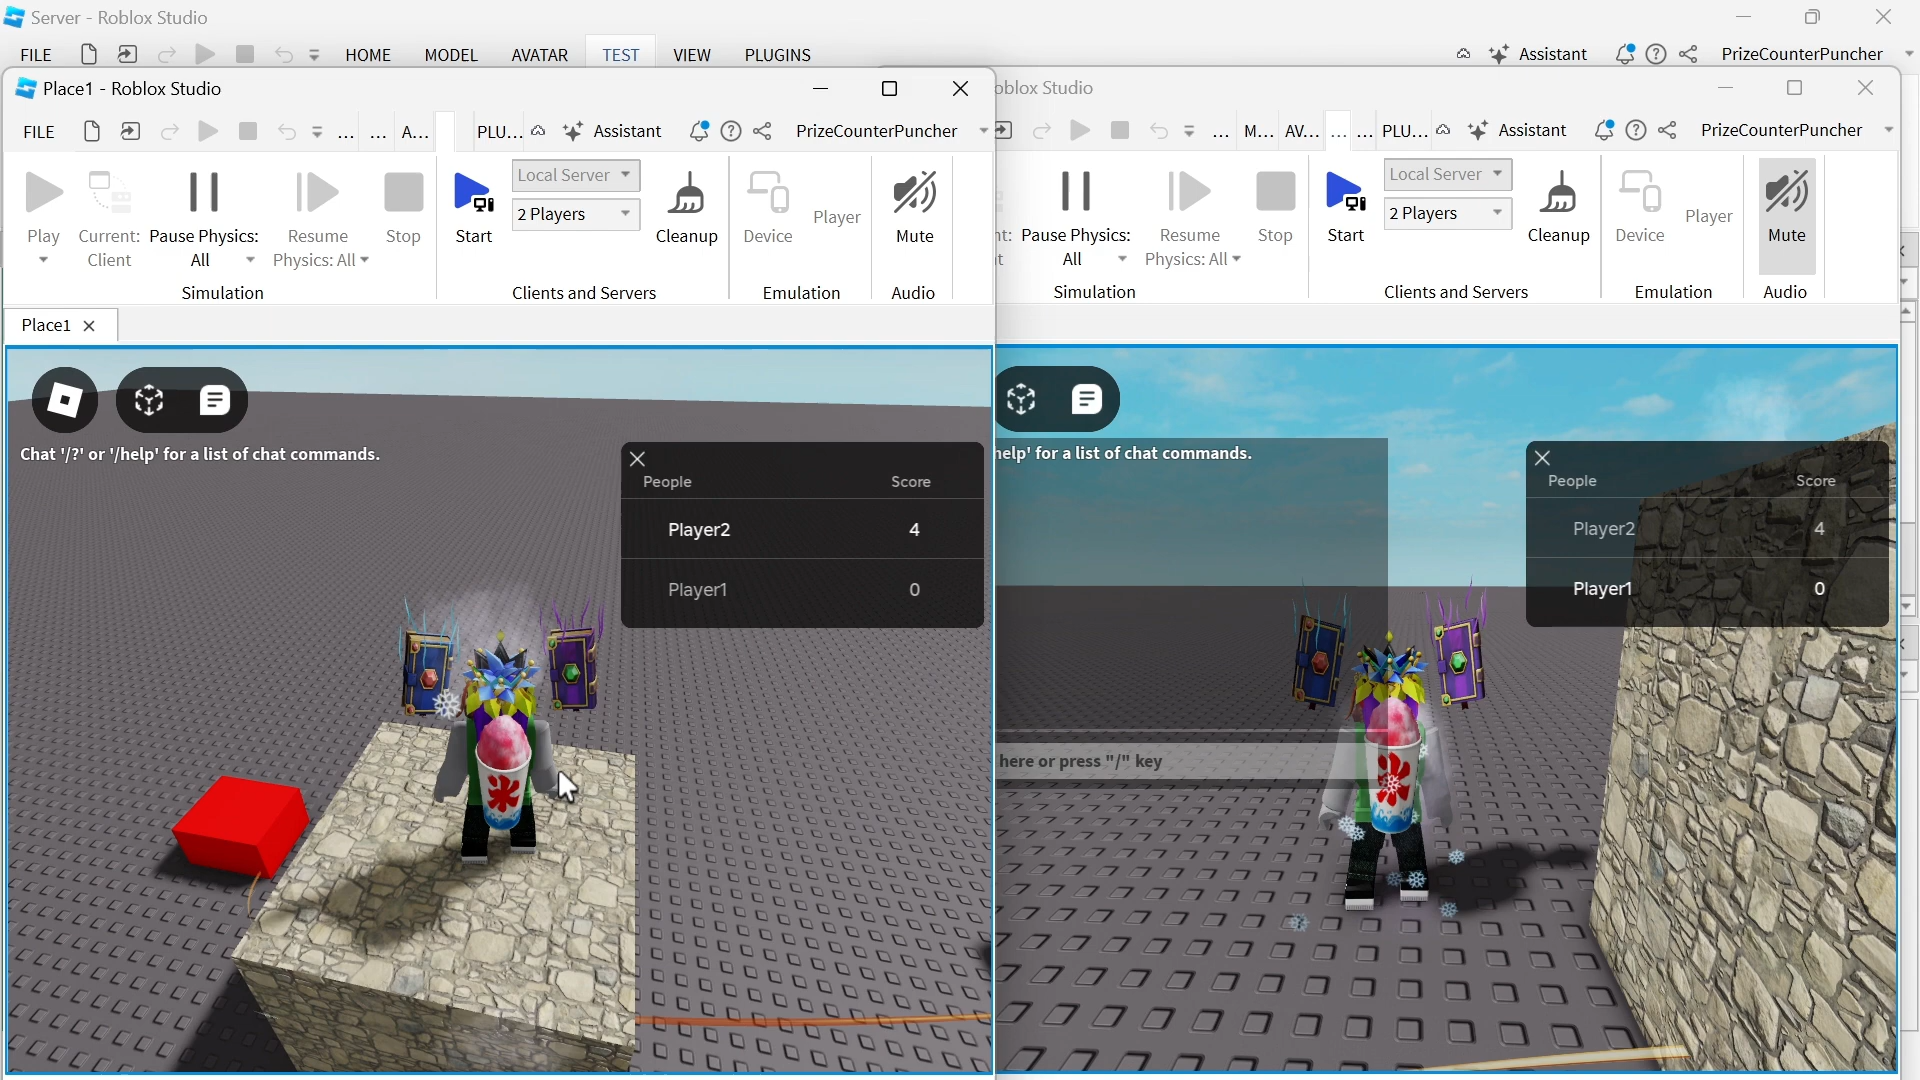 Server - Roblox Studio
FILE HOME MODEL AVATAR TEST VIEW PLUGINS Assistant PrizeCounterPuncher
Place1 - Roblox Studio
FILE ... ... A... PLU... Assistant PrizeCounterPuncher
Play
Current:
Client
Pause Physics:
All
Resume
Physics: All
Stop
Simulation
Start
Local Server
2 Players
Cleanup
Clients and Servers
Device
Player
Emulation
Mute
Audio
Place1
Chat '/?' or '/help' for a list of chat commands.
People Score
Player2 4
Player1 0
氷
oblox Studio
... M... AV... ... ... PLU... Assistant PrizeCounterPuncher
nt:
t
Pause Physics:
All
Resume
Physics: All
Stop
Simulation
Start
Local Server
2 Players
Cleanup
Clients and Servers
Device
Player
Emulation
Mute
Audio
help' for a list of chat commands.
People Score
Player2 4
Player1 0
here or press "/" key
氷